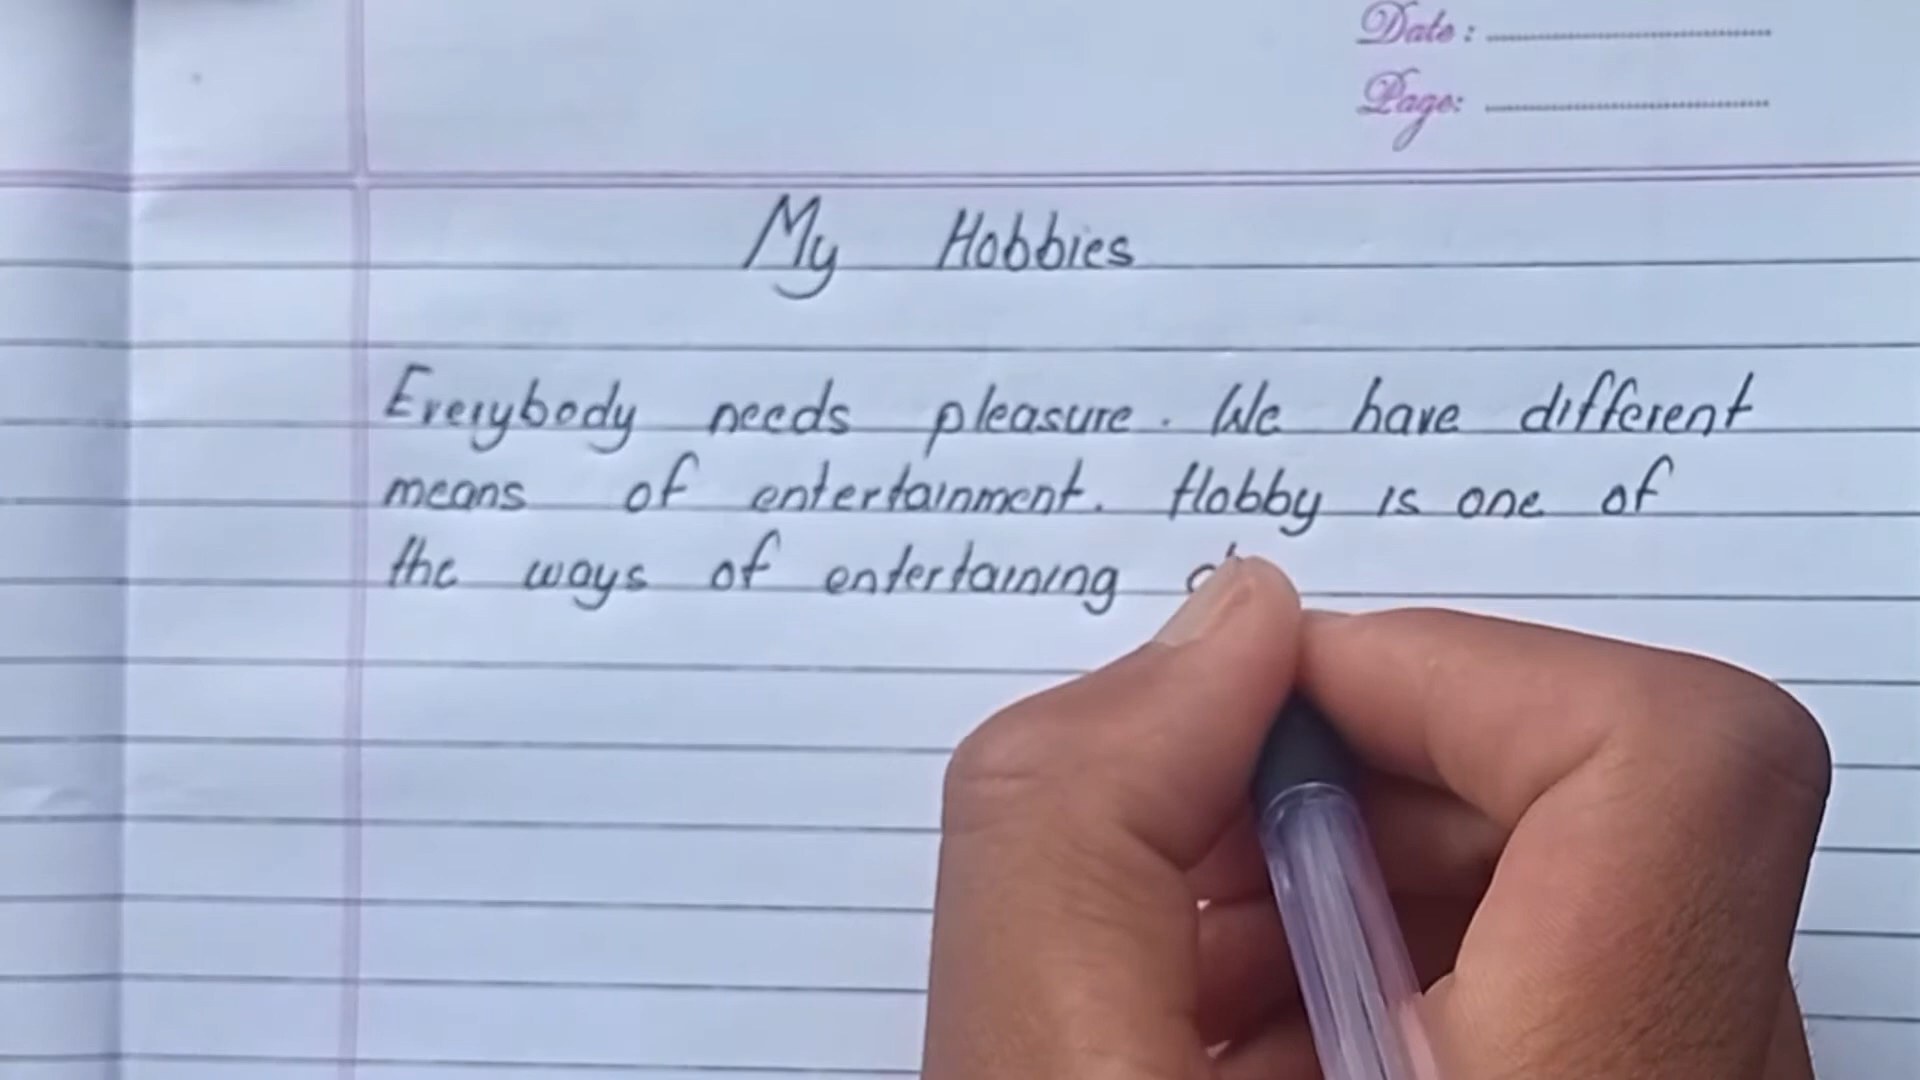 Date:
Page:
My Hobbies
Everybody needs pleasure. We have different
means of entertainment. Hobby is one of
the ways of entertaining